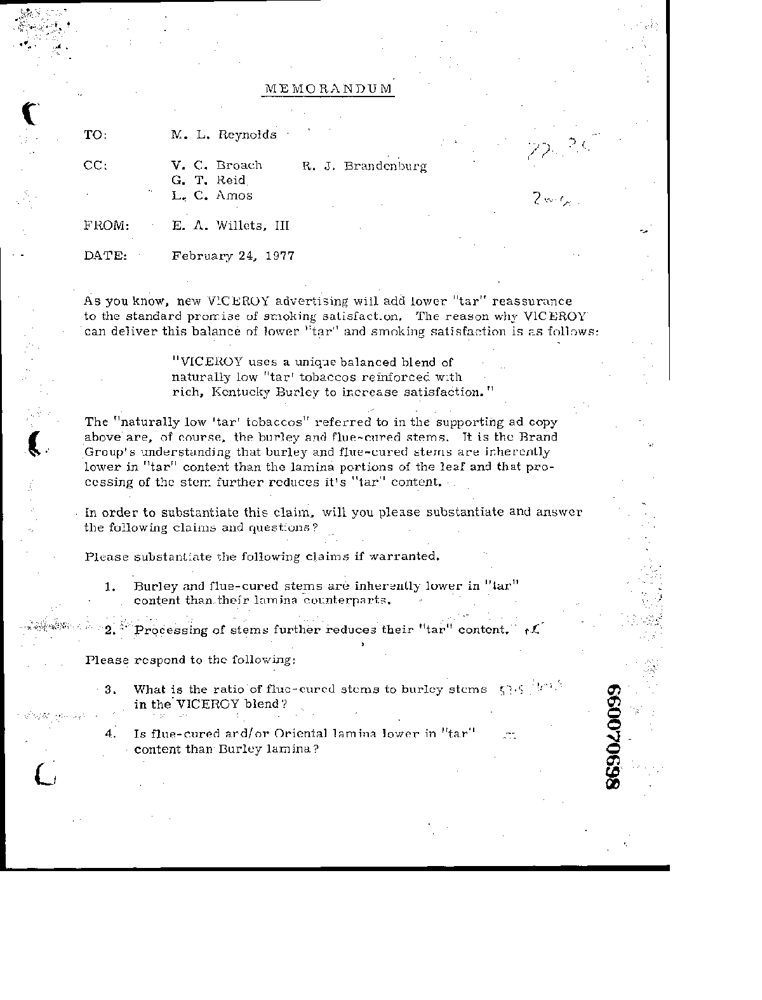 MEMORANDUM
TO: M. L. Reynolds
CC: V. C. Broach R. J. Brandenburg
G. T. Reid
L. C. Amos
FROM: E. A. Willets, III
DATE: February 24, 1977
As you know, new VICEROY advertising will add lower "tar" reassurance
to the standard promise of smoking satisfaction. The reason why VICEROY
can deliver this balance of lower "tar" and smoking satisfaction is as follows:
"VICEROY uses a unique balanced blend of
naturally low "tar' tobaccos reinforced with
rich, Kentucky Burley to increase satisfaction."
The "naturally low 'tar' tobaccos" referred to in the supporting ad copy
above are, of course, the burley and flue-cured stems. It is the Brand
Group's understanding that burley and flue-cured stems are inherently
lower in "tar" content than the lamina portions of the leaf and that pro-
cessing of the stem further reduces it's "tar" content.
In order to substantiate this claim, will you please substantiate and answer
the following claims and questions?
Please substantiate the following claims if warranted.
1. Burley and flue-cured stems are inherently lower in "tar"
content than their lamina counterparts.
2. Processing of stems further reduces their "tar" content.
Please respond to the following:
3. What is the ratio of flue-cured stems to burley stems
in the VICEROY blend?
4. Is flue-cured and/or Oriental lamina lower in "tar"
content than Burley lamina?
660070698